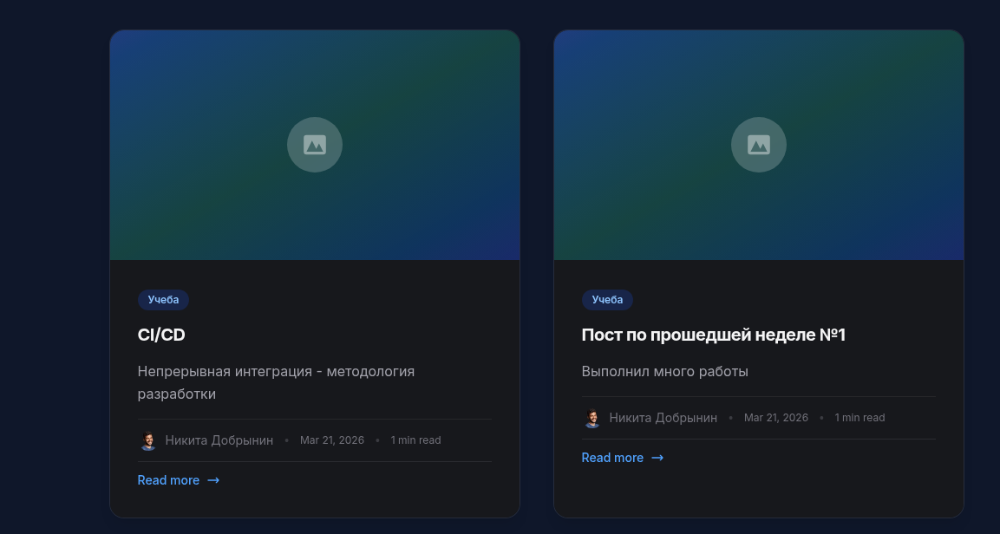 Учеба
CI/CD
Непрерывная интеграция - методология
разработки
Никита Добрынин • Mar 21, 2026 • 1 min read
Read more →
Учеба
Пост по прошедшей неделе №1
Выполнил много работы
Никита Добрынин • Mar 21, 2026 • 1 min read
Read more →